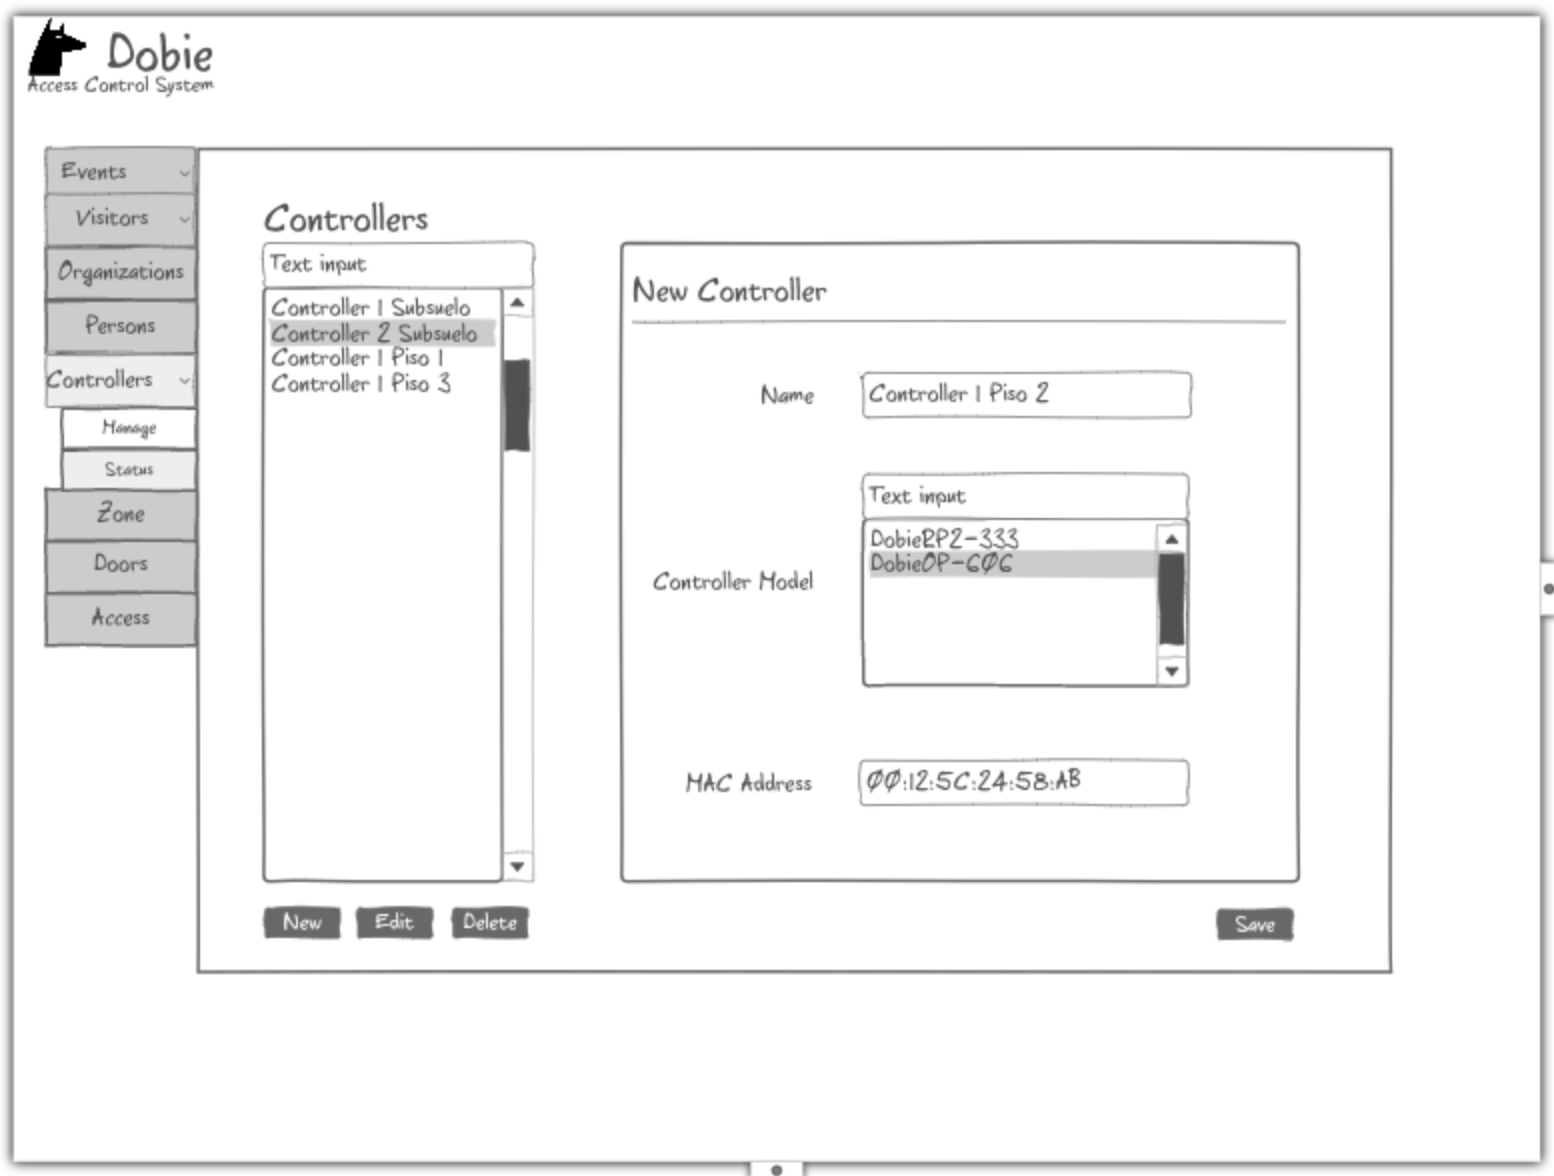 Dobie
Access Control System
Events
Visitors
Organizations
Persons
Controllers
Manage
Status
Zone
Doors
Access
Controllers
Text input
Controller 1 Subsuelo
Controller 2 Subsuelo
Controller 1 Piso 1
Controller 1 Piso 3
New
Edit
Delete
New Controller
Name
Controller 1 Piso 2
Text input
Controller Model
DobieRP2-333
DobieOP-606
MAC Address
00:12:5C:24:58:AB
Save